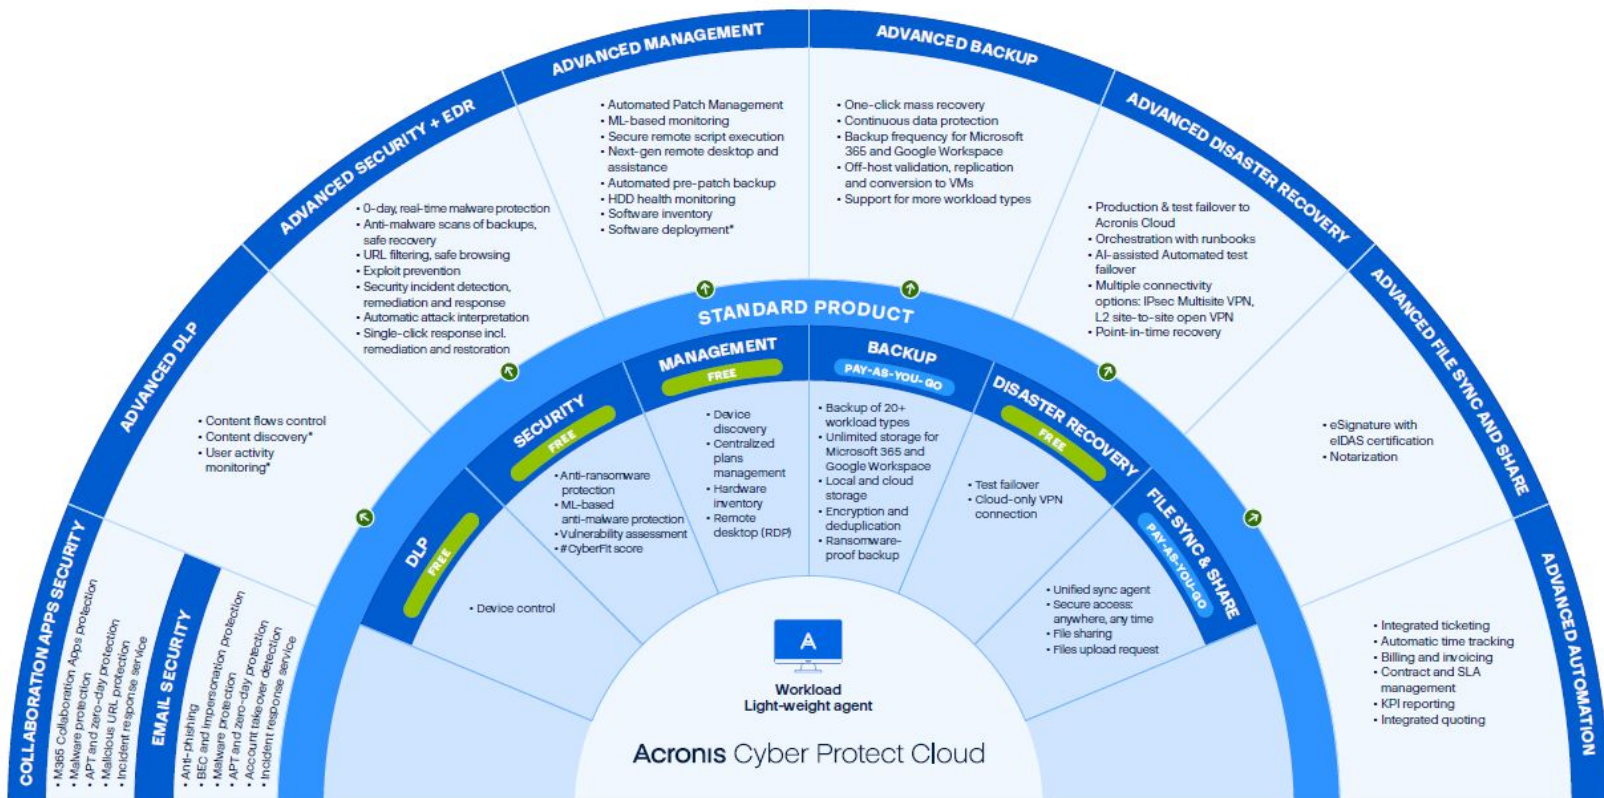 COLLABORATION APPS SECURITY
• M365 Collaboration Apps protection
• Malware protection
• APT and zero-day protection
• Malicious URL protection
• Incident response service
EMAIL SECURITY
• Anti-phishing
• BEC and Impersonation protection
• Malware protection
• APT and zero-day protection
• Account takeover detection
• Incident response service
ADVANCED DLP
• Content flows control
• Content discovery*
• User activity
monitoring*
ADVANCED SECURITY + EDR
• 0-day, real-time malware protection
• Anti-malware scans of backups,
safe recovery
• URL filtering, safe browsing
• Exploit prevention
• Security incident detection,
remediation and response
• Automatic attack interpretation
• Single-click response incl.
remediation and restoration
ADVANCED MANAGEMENT
• Automated Patch Management
• ML-based monitoring
• Secure remote script execution
• Next-gen remote desktop and
assistance
• Automated pre-patch backup
• HDD health monitoring
• Software inventory
• Software deployment*
ADVANCED BACKUP
• One-click mass recovery
• Continuous data protection
• Backup frequency for Microsoft
365 and Google Workspace
• Off-host validation, replication
and conversion to VMs
• Support for more workload types
ADVANCED DISASTER RECOVERY
• Production & test failover to
Acronis Cloud
• Orchestration with runbooks
• AI-assisted Automated test
failover
• Multiple connectivity
options: IPsec Multisite VPN,
L2 site-to-site open VPN
• Point-in-time recovery
ADVANCED FILE SYNC AND SHARE
• eSignature with
eIDAS certification
• Notarization
ADVANCED AUTOMATION
• Integrated ticketing
• Automatic time tracking
• Billing and invoicing
• Contract and SLA
management
• KPI reporting
• Integrated quoting
STANDARD PRODUCT
DLP
FREE
• Device control
SECURITY
FREE
• Anti-ransomware
protection
• ML-based
anti-malware protection
• Vulnerability assessment
• #CyberFit score
MANAGEMENT
FREE
• Device
discovery
• Centralized
plans
management
• Hardware
inventory
• Remote
desktop (RDP)
BACKUP
PAY-AS-YOU-GO
• Backup of 20+
workload types
• Unlimited storage for
Microsoft 365 and
Google Workspace
• Local and cloud
storage
• Encryption and
deduplication
• Ransomware-
proof backup
DISASTER RECOVERY
FREE
• Test failover
• Cloud-only VPN
connection
FILE SYNC & SHARE
PAY-AS-YOU-GO
• Unified sync agent
• Secure access:
anywhere, any time
• File sharing
• Files upload request
Workload
Light-weight agent
Acronis Cyber Protect Cloud